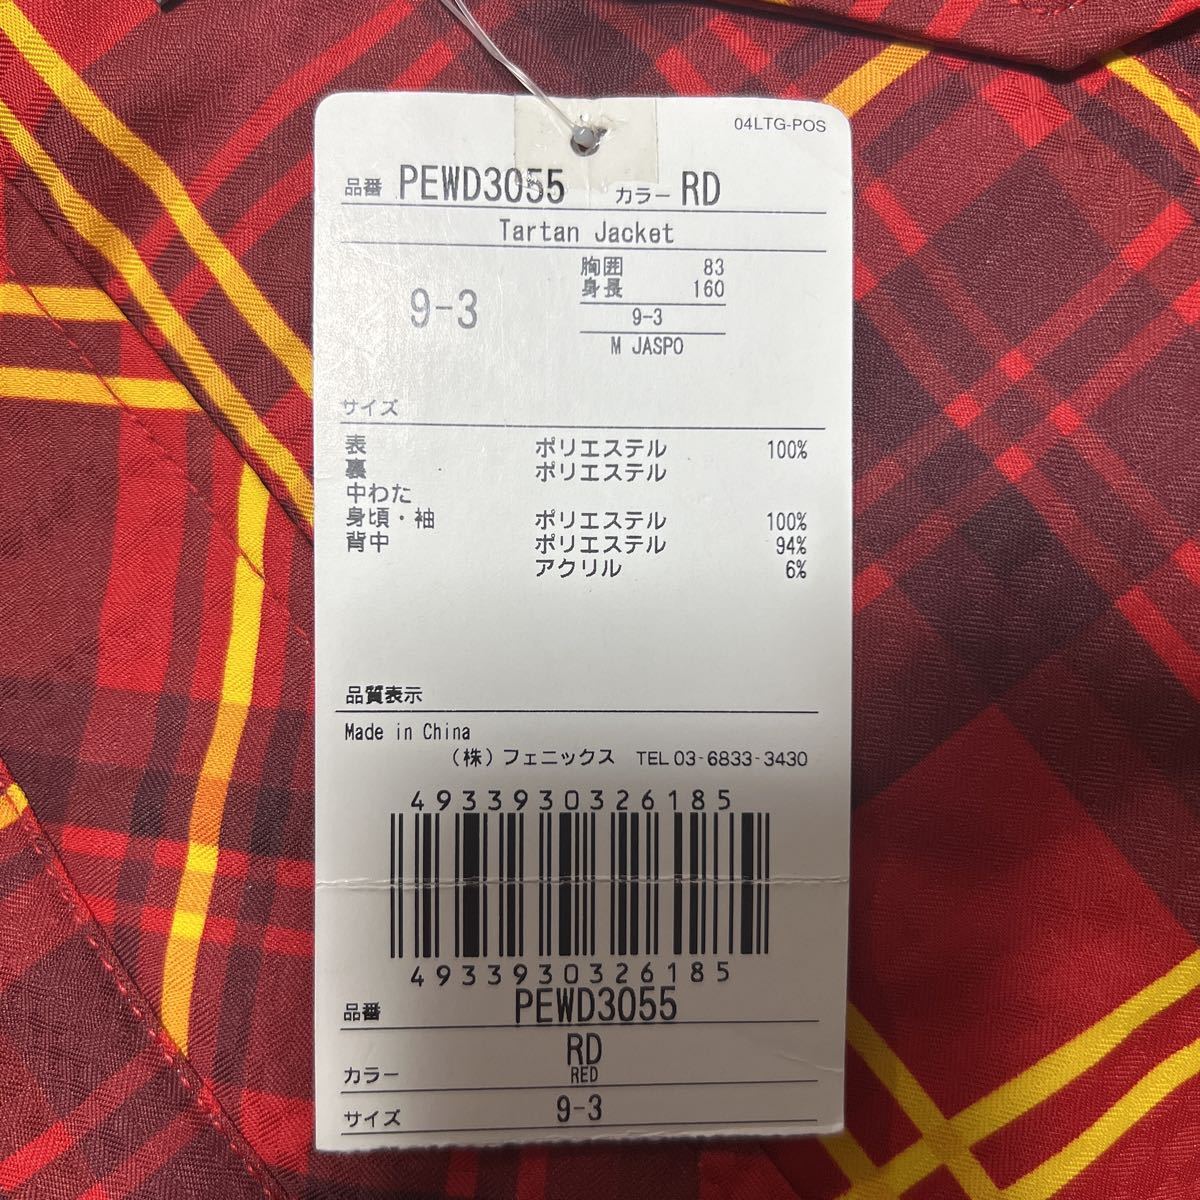 04LTG-POS
品番 PEWD3055 カラー RD
Tartan Jacket
胸囲 83
身長 160
9-3
9-3
M JASPO
サイズ
表 ポリエステル 100%
裏 ポリエステル
中わた
身頃・袖 ポリエステル 100%
背中 ポリエステル 94%
アクリル 6%
品質表示
Made in China
(株)フェニックス TEL 03-6833-3430
4933930326185
4933930326185
品番 PEWD3055
RD
カラー RED
サイズ 9-3